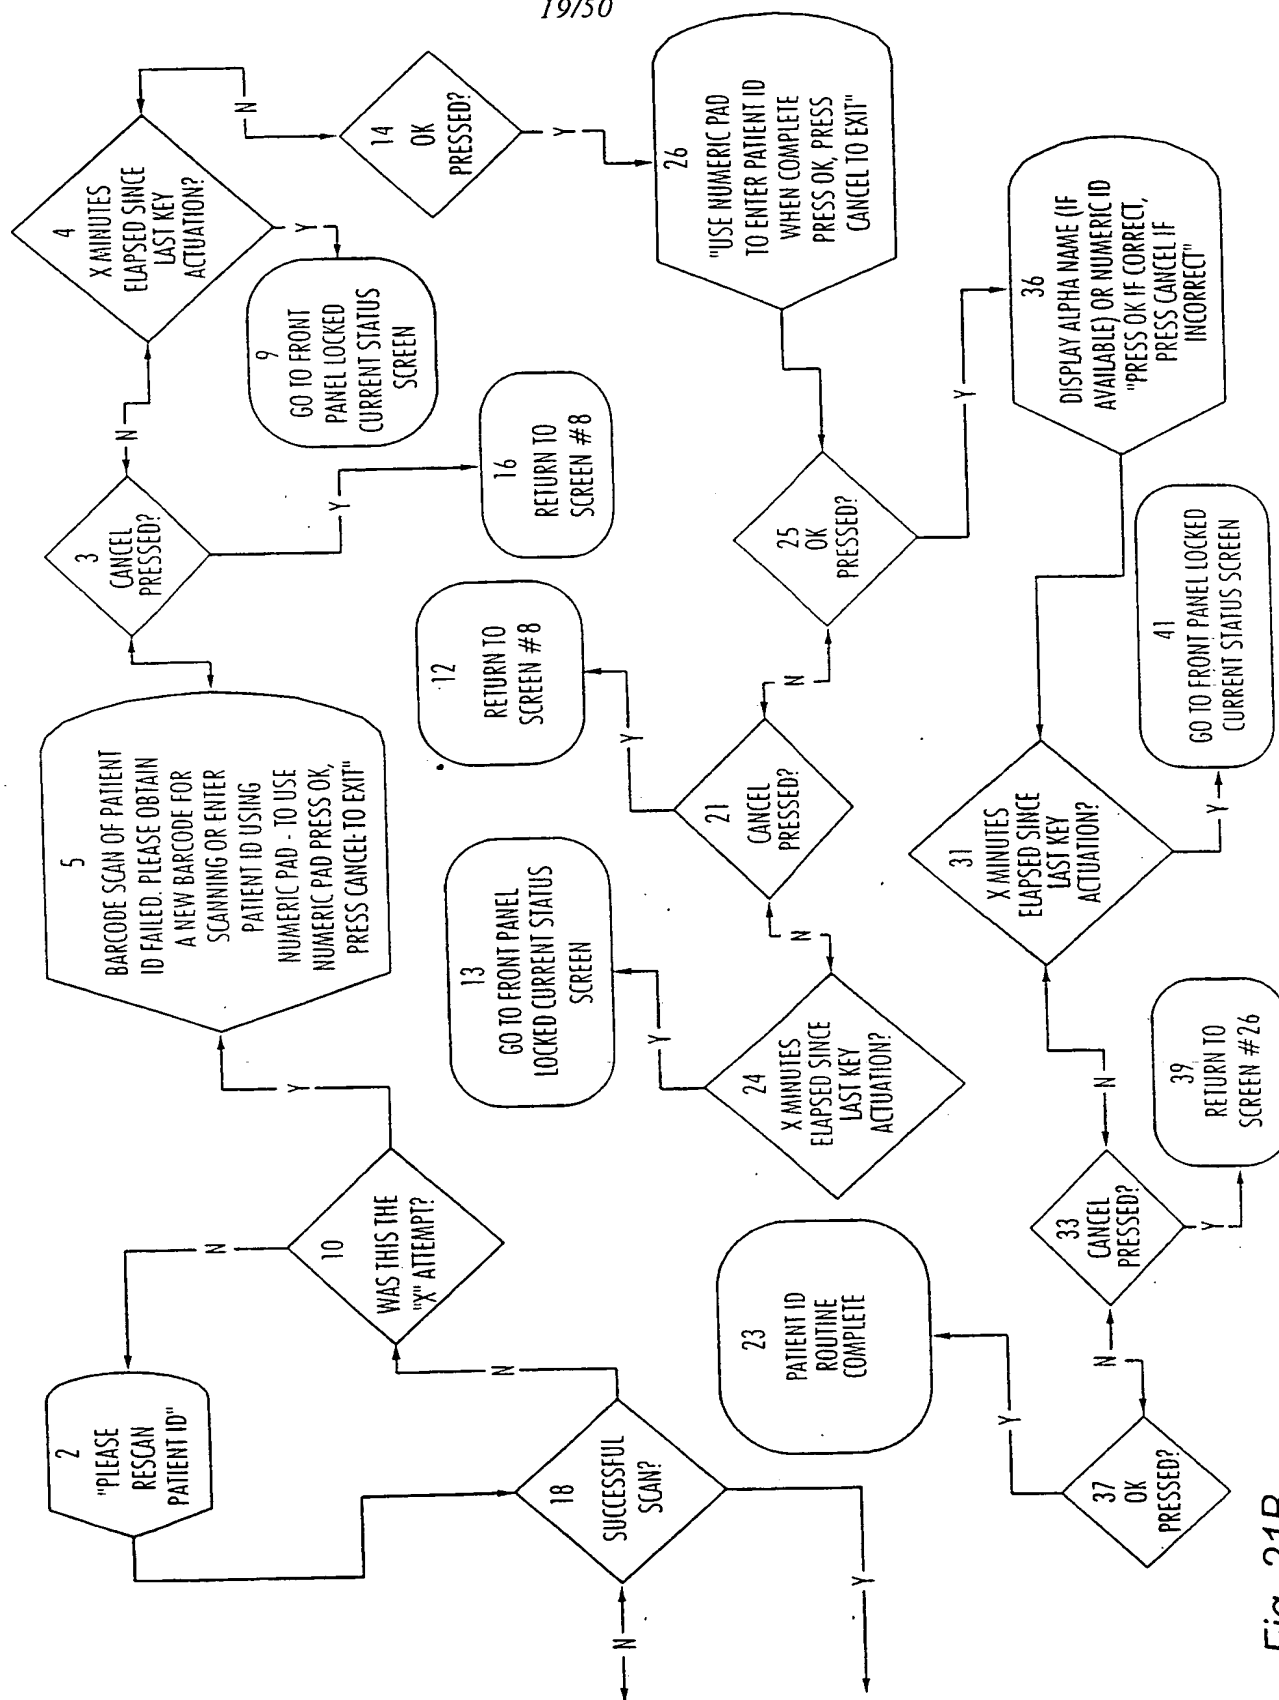 19/50
2
"PLEASE
RESCAN
PATIENT ID"
N
10
WAS THIS THE
"X" ATTEMPT?
Y
5
BARCODE SCAN OF PATIENT
ID FAILED. PLEASE OBTAIN
A NEW BARCODE FOR
SCANNING OR ENTER
PATIENT ID USING
NUMERIC PAD - TO USE
NUMERIC PAD PRESS OK,
PRESS CANCEL TO EXIT"
3
CANCEL
PRESSED?
N
Y
4
X MINUTES
ELAPSED SINCE
LAST KEY
ACTUATION?
N
Y
9
GO TO FRONT
PANEL LOCKED
CURRENT STATUS
SCREEN
16
RETURN TO
SCREEN #8
14
OK
PRESSED?
Y
18
SUCCESSFUL
SCAN?
N
N
Y
13
GO TO FRONT PANEL
LOCKED CURRENT STATUS
SCREEN
12
RETURN TO
SCREEN #8
26
"USE NUMERIC PAD
TO ENTER PATIENT ID
WHEN COMPLETE
PRESS OK, PRESS
CANCEL TO EXIT"
24
X MINUTES
ELAPSED SINCE
LAST KEY
ACTUATION?
Y
N
21
CANCEL
PRESSED?
Y
N
25
OK
PRESSED?
Y
23
PATIENT ID
ROUTINE
COMPLETE
Y
37
OK
PRESSED?
N
33
CANCEL
PRESSED?
Y
N
39
RETURN TO
SCREEN #26
31
X MINUTES
ELAPSED SINCE
LAST KEY
ACTUATION?
Y
41
GO TO FRONT PANEL LOCKED
CURRENT STATUS SCREEN
36
DISPLAY ALPHA NAME (IF
AVAILABLE) OR NUMERIC ID
"PRESS OK IF CORRECT,
PRESS CANCEL IF
INCORRECT"
Fig. 21B